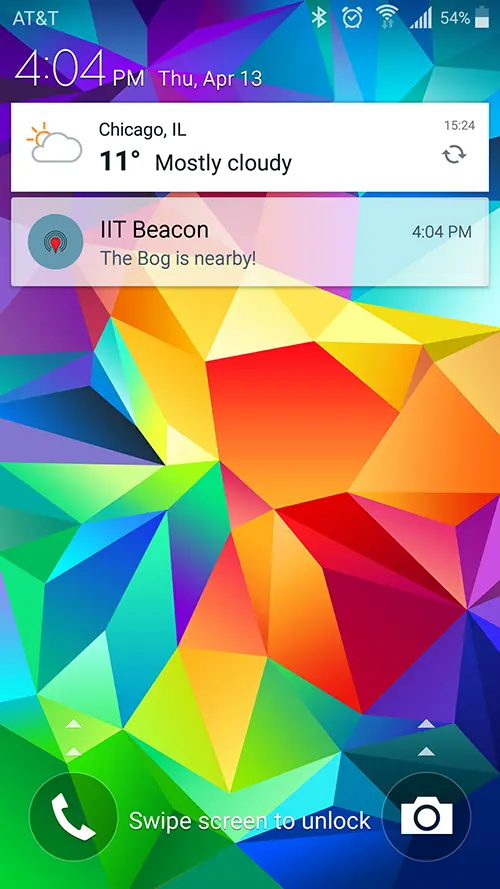 AT&T 54%
4:04 PM Thu, Apr 13
Chicago, IL 15:24
11° Mostly cloudy
IIT Beacon 4:04 PM
The Bog is nearby!
Swipe screen to unlock